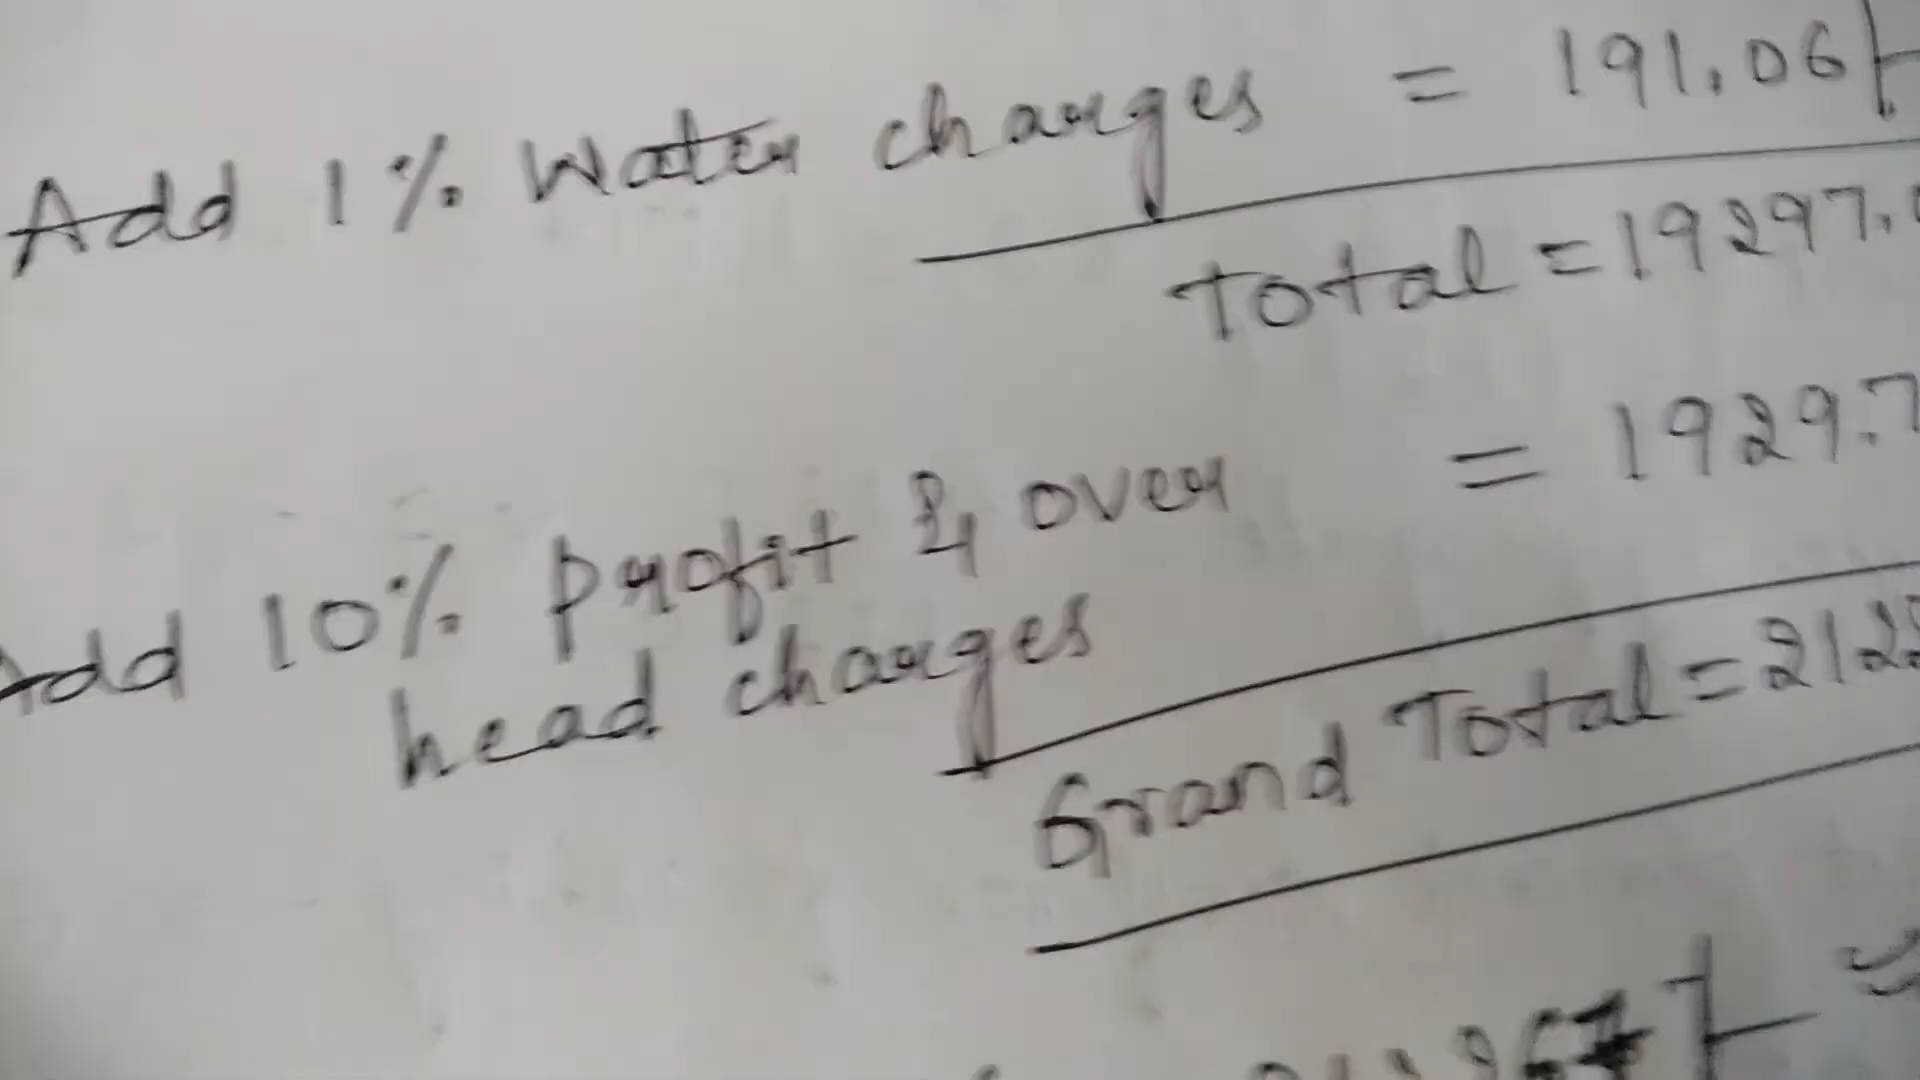 Add 1% Water charges = 191.06/-
Total = 19297.
Add 10% Profit & over = 1929.7
head charges
Grand Total = 212